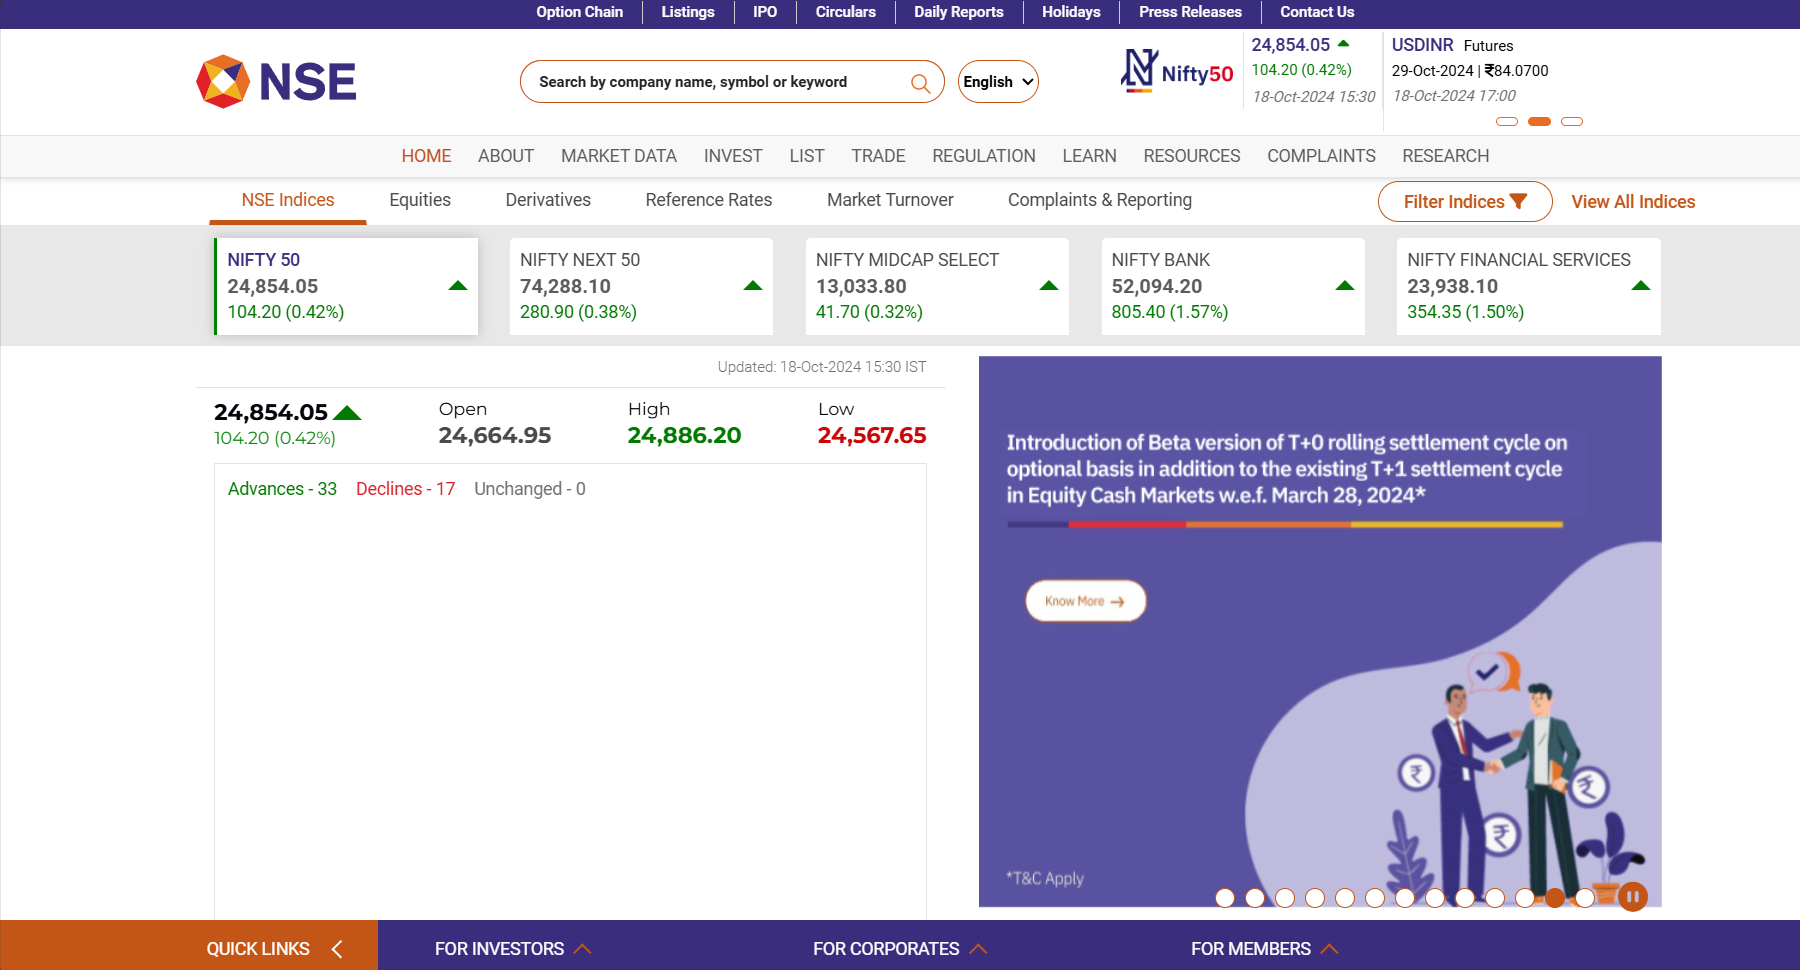 Option Chain Listings IPO Circulars Daily Reports Holidays Press Releases Contact Us
NSE
Search by company name, symbol or keyword
English
Nifty50
24,854.05
104.20 (0.42%)
18-Oct-2024 15:30
USDINR Futures
29-Oct-2024 | ₹84.0700
18-Oct-2024 17:00
HOME ABOUT MARKET DATA INVEST LIST TRADE REGULATION LEARN RESOURCES COMPLAINTS RESEARCH
NSE Indices Equities Derivatives Reference Rates Market Turnover Complaints & Reporting Filter Indices View All Indices
NIFTY 50
24,854.05
104.20 (0.42%)
NIFTY NEXT 50
74,288.10
280.90 (0.38%)
NIFTY MIDCAP SELECT
13,033.80
41.70 (0.32%)
NIFTY BANK
52,094.20
805.40 (1.57%)
NIFTY FINANCIAL SERVICES
23,938.10
354.35 (1.50%)
Updated: 18-Oct-2024 15:30 IST
24,854.05
104.20 (0.42%)
Open
24,664.95
High
24,886.20
Low
24,567.65
Advances - 33 Declines - 17 Unchanged - 0
Introduction of Beta version of T+0 rolling settlement cycle on
optional basis in addition to the existing T+1 settlement cycle
in Equity Cash Markets w.e.f. March 28, 2024*
Know More →
₹
₹
₹
*T&C Apply
QUICK LINKS FOR INVESTORS FOR CORPORATES FOR MEMBERS